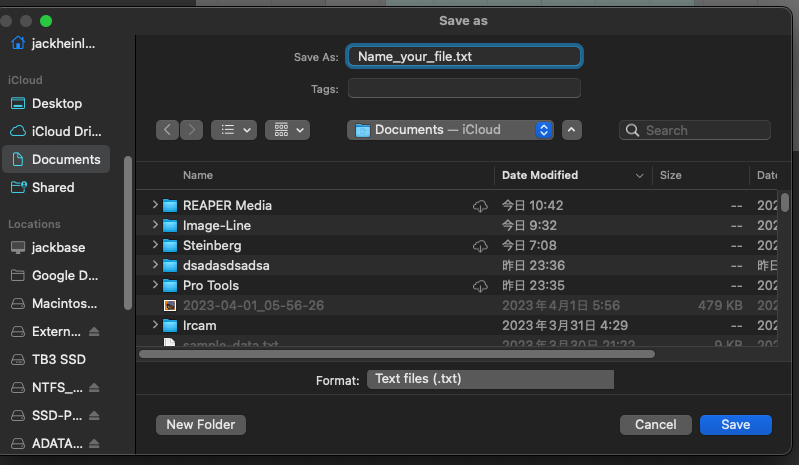 Save as
jackheinl...
iCloud
Desktop
iCloud Dri...
Documents
Shared
Locations
jackbase
Google D...
Macintos...
Extern...
TB3 SSD
NTFS_...
SSD-P...
ADATA...
Save As: Name_your_file.txt
Tags:
Documents — iCloud
Search
Name Date Modified Size Date
REAPER Media 今日 10:42 -- 202
Image-Line 今日 9:32 -- 202
Steinberg 今日 7:08 -- 202
dsadasdsadsa 昨日 23:36 -- 昨日
Pro Tools 昨日 23:35 -- 202
2023-04-01_05-56-26 2023年4月1日 5:56 479 KB 202
Ircam 2023年3月31日 4:29 -- 202
sample-data.txt 2023年3月30日 21:22 9 KB 202
Format: Text files (.txt)
New Folder
Cancel
Save